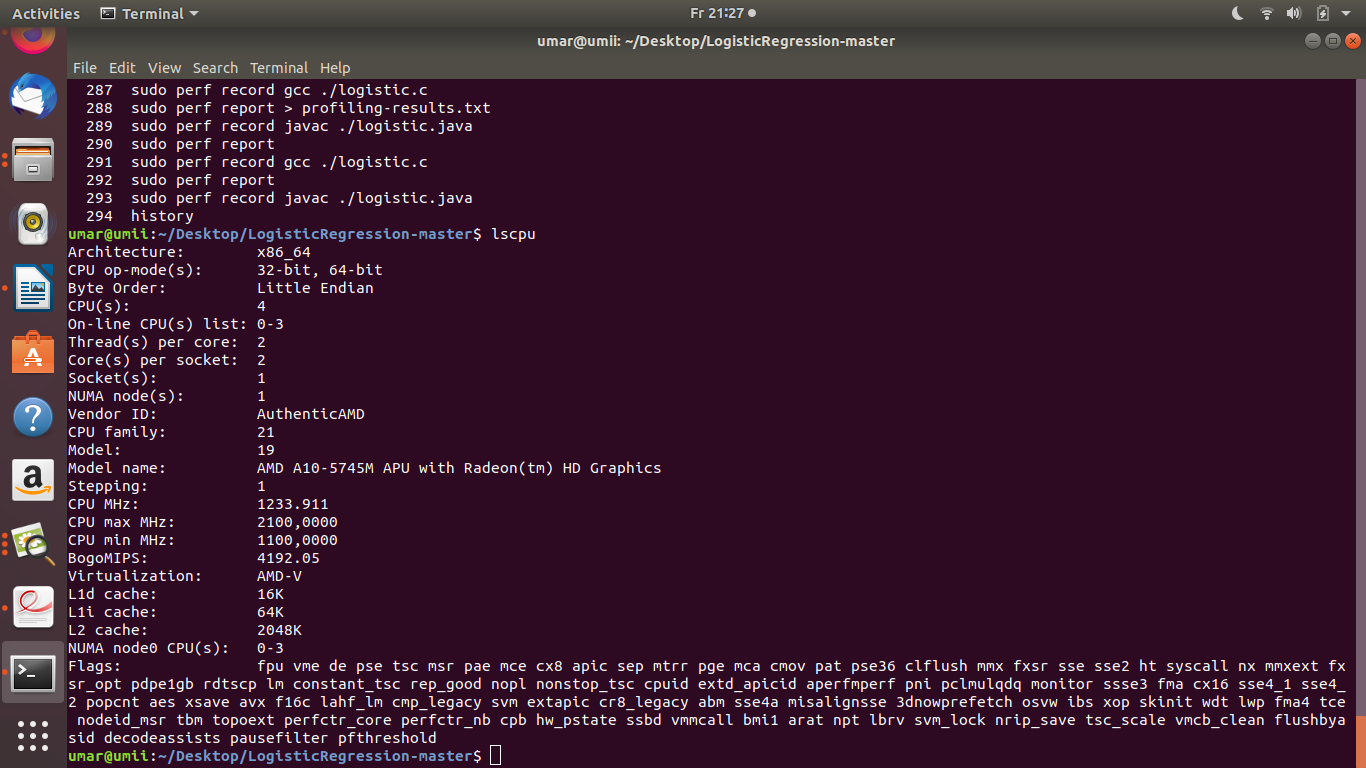 Activities Terminal Fr 21:27
umar@umii: ~/Desktop/LogisticRegression-master
File Edit View Search Terminal Help
287 sudo perf record gcc ./logistic.c
288 sudo perf report > profiling-results.txt
289 sudo perf record javac ./logistic.java
290 sudo perf report
291 sudo perf record gcc ./logistic.c
292 sudo perf report
293 sudo perf record javac ./logistic.java
294 history
umar@umii:~/Desktop/LogisticRegression-master$ lscpu
Architecture: x86_64
CPU op-mode(s): 32-bit, 64-bit
Byte Order: Little Endian
CPU(s): 4
On-line CPU(s) list: 0-3
Thread(s) per core: 2
Core(s) per socket: 2
Socket(s): 1
NUMA node(s): 1
Vendor ID: AuthenticAMD
CPU family: 21
Model: 19
Model name: AMD A10-5745M APU with Radeon(tm) HD Graphics
Stepping: 1
CPU MHz: 1233.911
CPU max MHz: 2100,0000
CPU min MHz: 1100,0000
BogoMIPS: 4192.05
Virtualization: AMD-V
L1d cache: 16K
L1i cache: 64K
L2 cache: 2048K
NUMA node0 CPU(s): 0-3
Flags: fpu vme de pse tsc msr pae mce cx8 apic sep mtrr pge mca cmov pat pse36 clflush mmx fxsr sse sse2 ht syscall nx mmxext fx
sr_opt pdpe1gb rdtscp lm constant_tsc rep_good nopl nonstop_tsc cpuid extd_apicid aperfmperf pni pclmulqdq monitor ssse3 fma cx16 sse4_1 sse4_
2 popcnt aes xsave avx f16c lahf_lm cmp_legacy svm extapic cr8_legacy abm sse4a misalignsse 3dnowprefetch osvw ibs xop skinit wdt lwp fma4 tce
nodeid_msr tbm topoext perfctr_core perfctr_nb cpb hw_pstate ssbd vmmcall bmi1 arat npt lbrv svm_lock nrip_save tsc_scale vmcb_clean flushbya
sid decodeassists pausefilter pfthreshold
umar@umii:~/Desktop/LogisticRegression-master$